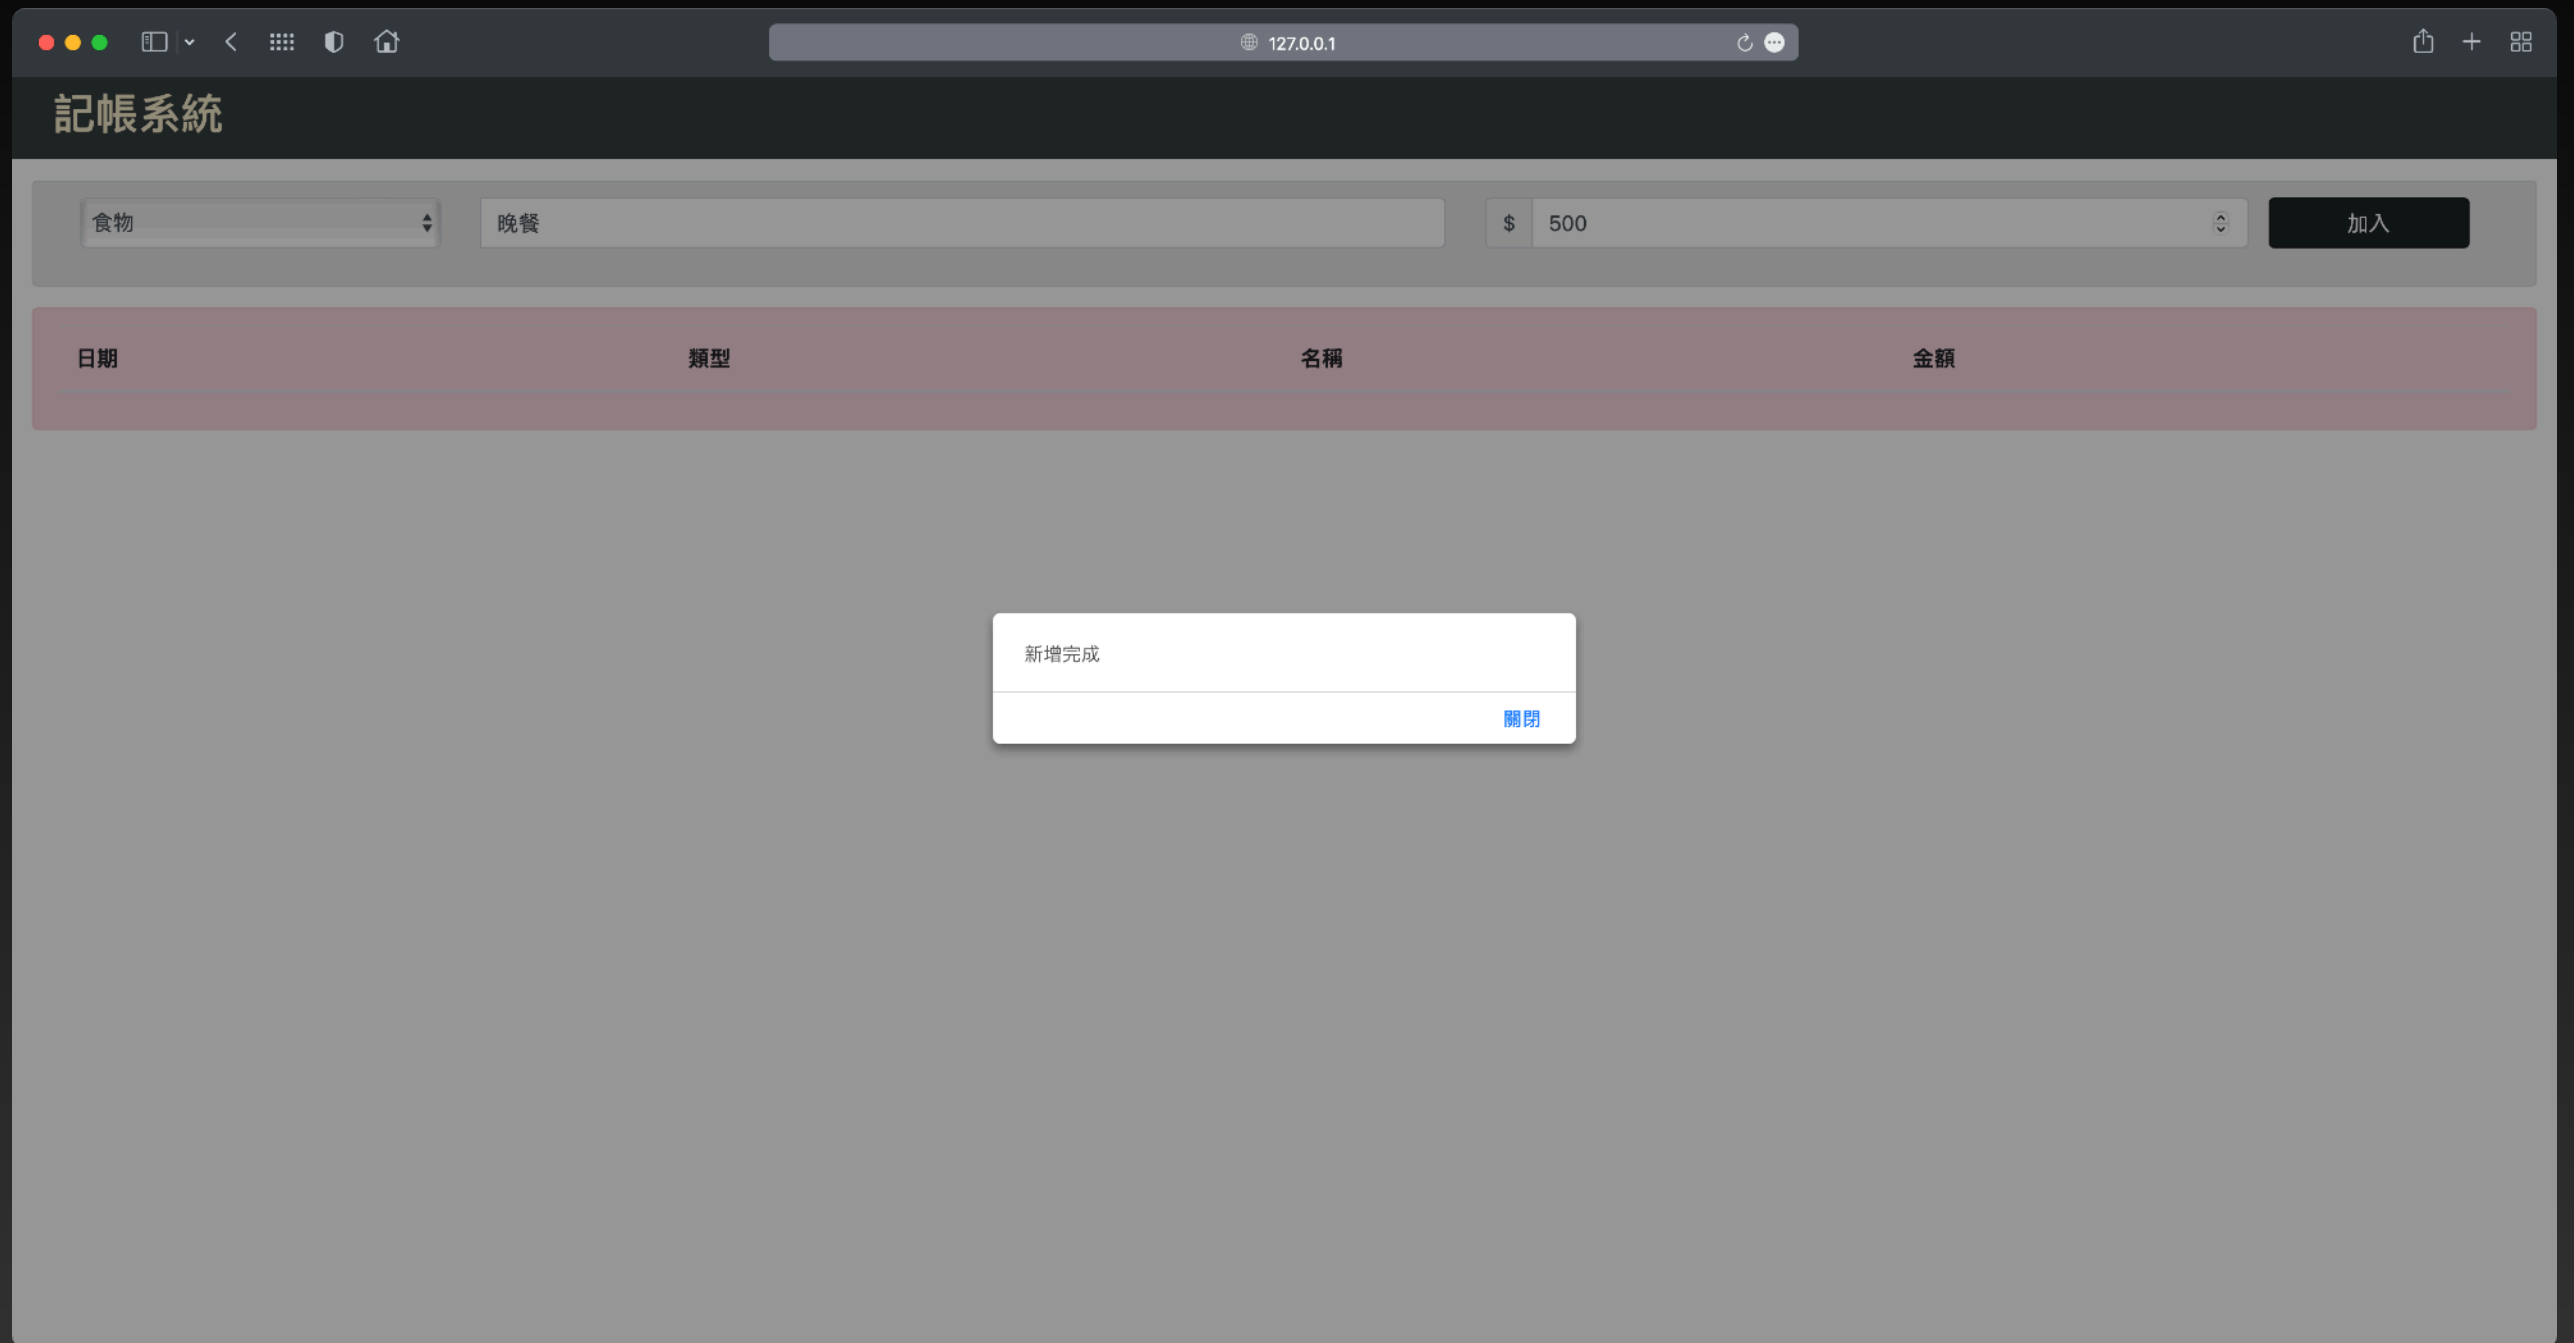 127.0.0.1
記帳系統
食物 晚餐 $ 500 加入
日期 類型 名稱 金額
新增完成
關閉